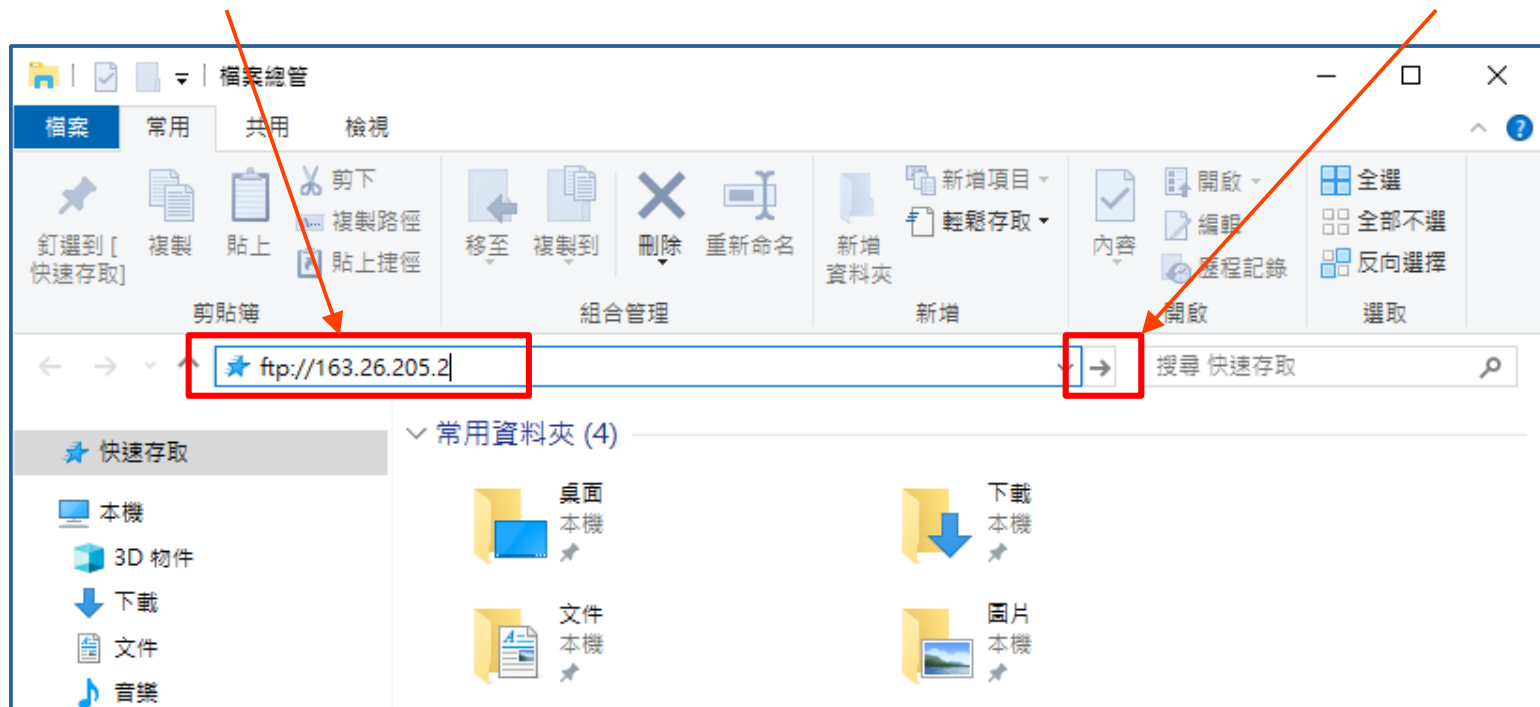 檔案總管
檔案 常用 共用 檢視
釘選到 [
快速存取]
複製
貼上
剪下
複製路徑
貼上捷徑
剪貼簿
移至
複製到
刪除
重新命名
組合管理
新增
資料夾
新增項目
輕鬆存取
新增
內容
開啟
編輯
歷程記錄
開啟
全選
全部不選
反向選擇
選取
ftp://163.26.205.2
搜尋 快速存取
快速存取
本機
3D 物件
下載
文件
音樂
常用資料夾 (4)
桌面
本機
下載
本機
文件
本機
圖片
本機